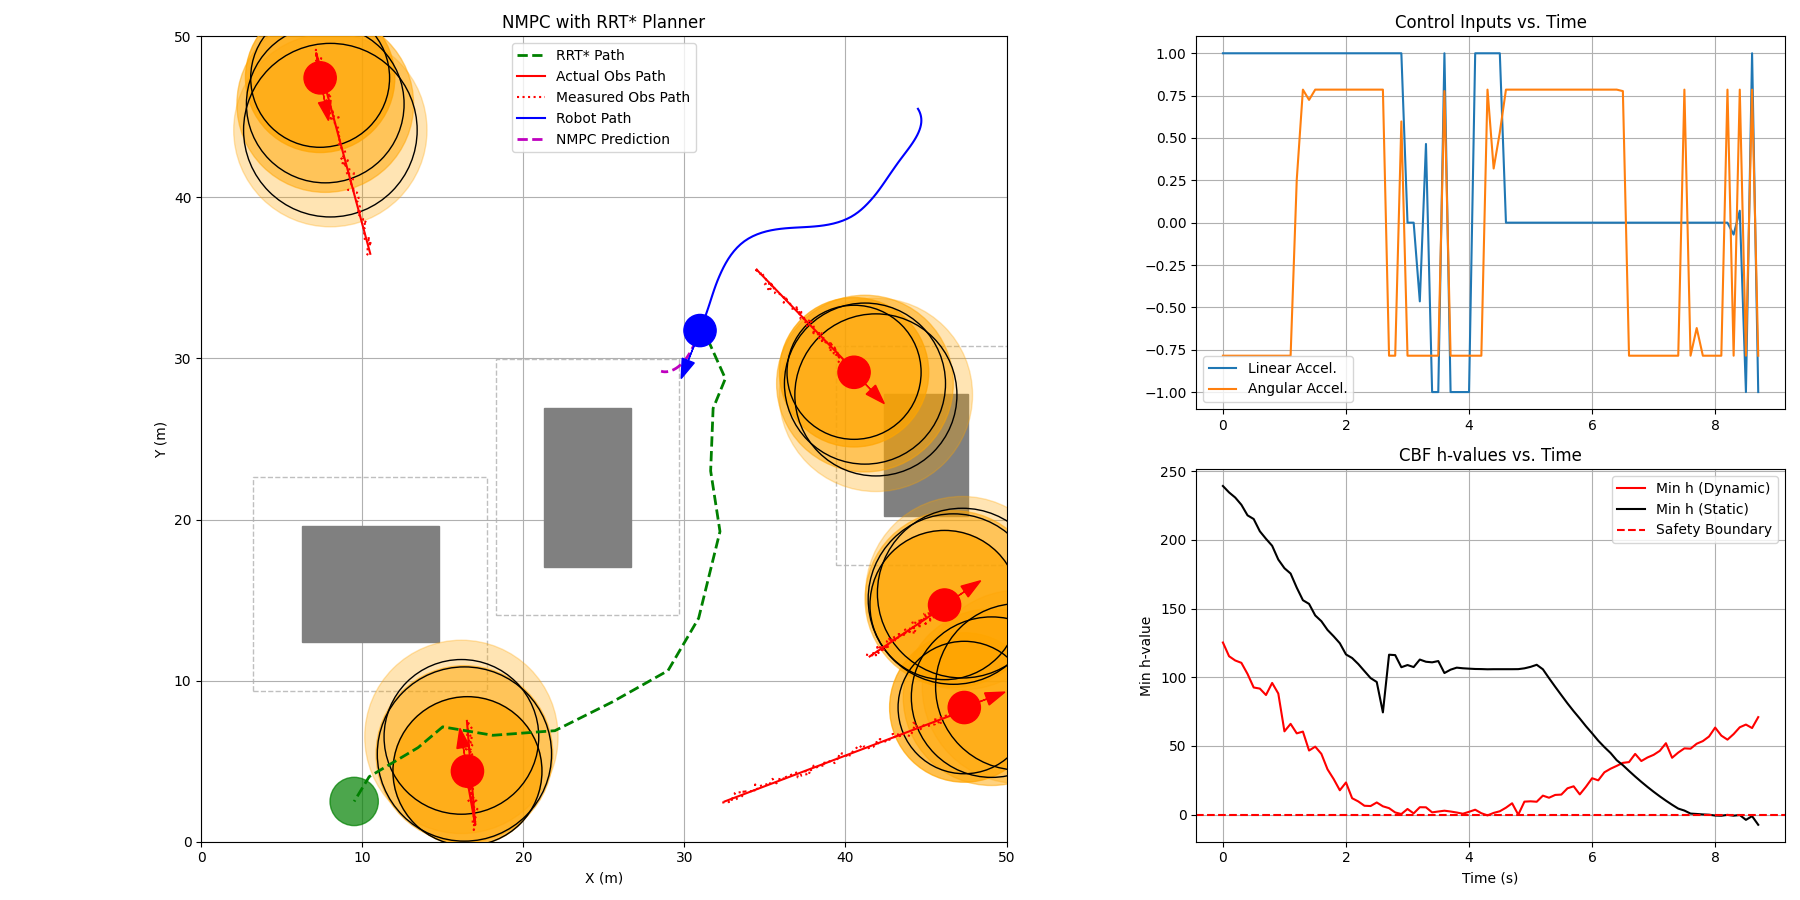 NMPC with RRT* Planner
RRT* Path
Actual Obs Path
Measured Obs Path
Robot Path
NMPC Prediction
50
40
30
20
10
0
Y (m)
0 10 20 30 40 50
X (m)
Control Inputs vs. Time
1.00
0.75
0.50
0.25
0.00
−0.25
−0.50
−0.75
−1.00
Linear Accel.
Angular Accel.
0 2 4 6 8
CBF h-values vs. Time
Min h (Dynamic)
Min h (Static)
Safety Boundary
250
200
150
100
50
0
Min h-value
0 2 4 6 8
Time (s)